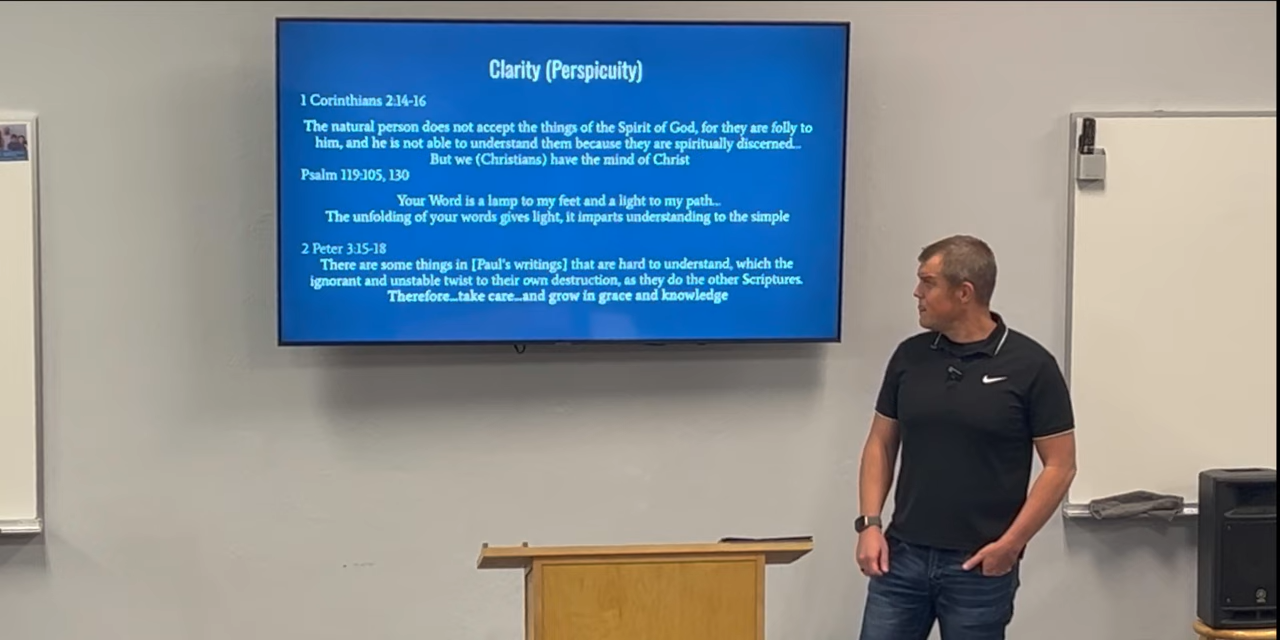 Clarity (Perspicuity)
1 Corinthians 2:14-16
The natural person does not accept the things of the Spirit of God, for they are folly to
him, and he is not able to understand them because they are spiritually discerned...
But we (Christians) have the mind of Christ
Psalm 119:105, 130
Your Word is a lamp to my feet and a light to my path...
The unfolding of your words gives light, it imparts understanding to the simple
2 Peter 3:15-18
There are some things in [Paul's writings] that are hard to understand, which the
ignorant and unstable twist to their own destruction, as they do the other Scriptures.
Therefore...take care...and grow in grace and knowledge